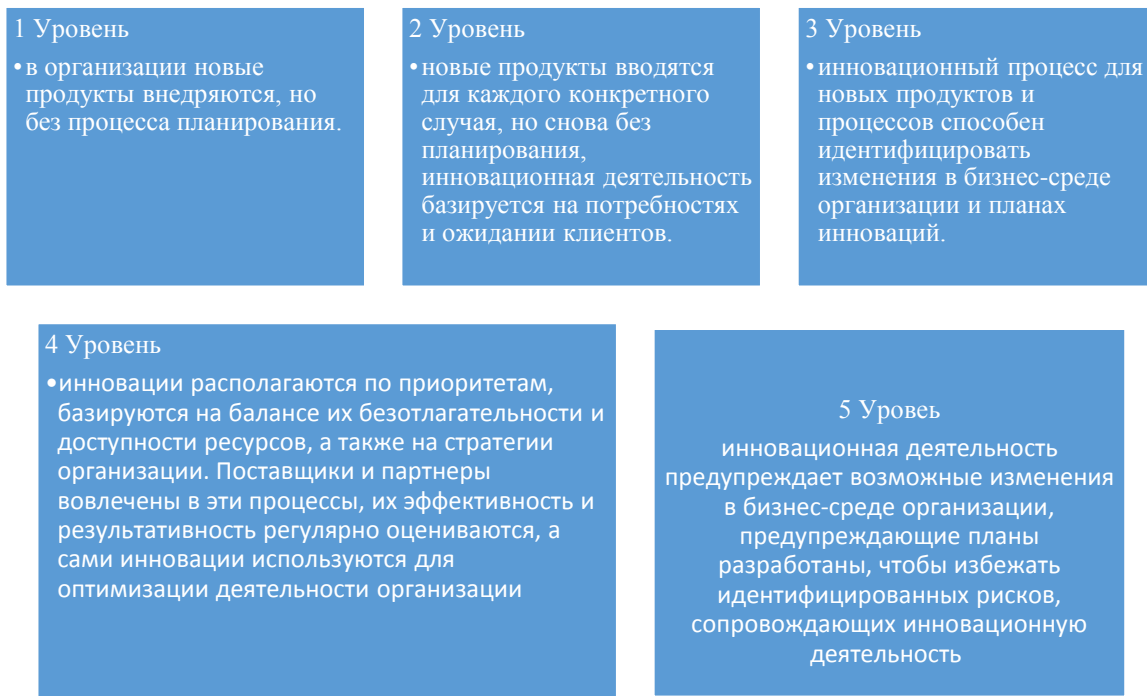 1 Уровень
•в организации новые
продукты внедряются, но
без процесса планирования.
2 Уровень
•новые продукты вводятся
для каждого конкретного
случая, но снова без
планирования,
инновационная деятельность
базируется на потребностях
и ожидании клиентов.
3 Уровень
•инновационный процесс для
новых продуктов и
процессов способен
идентифицировать
изменения в бизнес-среде
организации и планах
инноваций.
4 Уровень
•инновации располагаются по приоритетам,
базируются на балансе их безотлагательности и
доступности ресурсов, а также на стратегии
организации. Поставщики и партнеры
вовлечены в эти процессы, их эффективность и
результативность регулярно оцениваются, а
сами инновации используются для
оптимизации деятельности организации
5 Уровеь
инновационная деятельность
предупреждает возможные изменения
в бизнес-среде организации,
предупреждающие планы
разработаны, чтобы избежать
идентифицированных рисков,
сопровождающих инновационную
деятельность